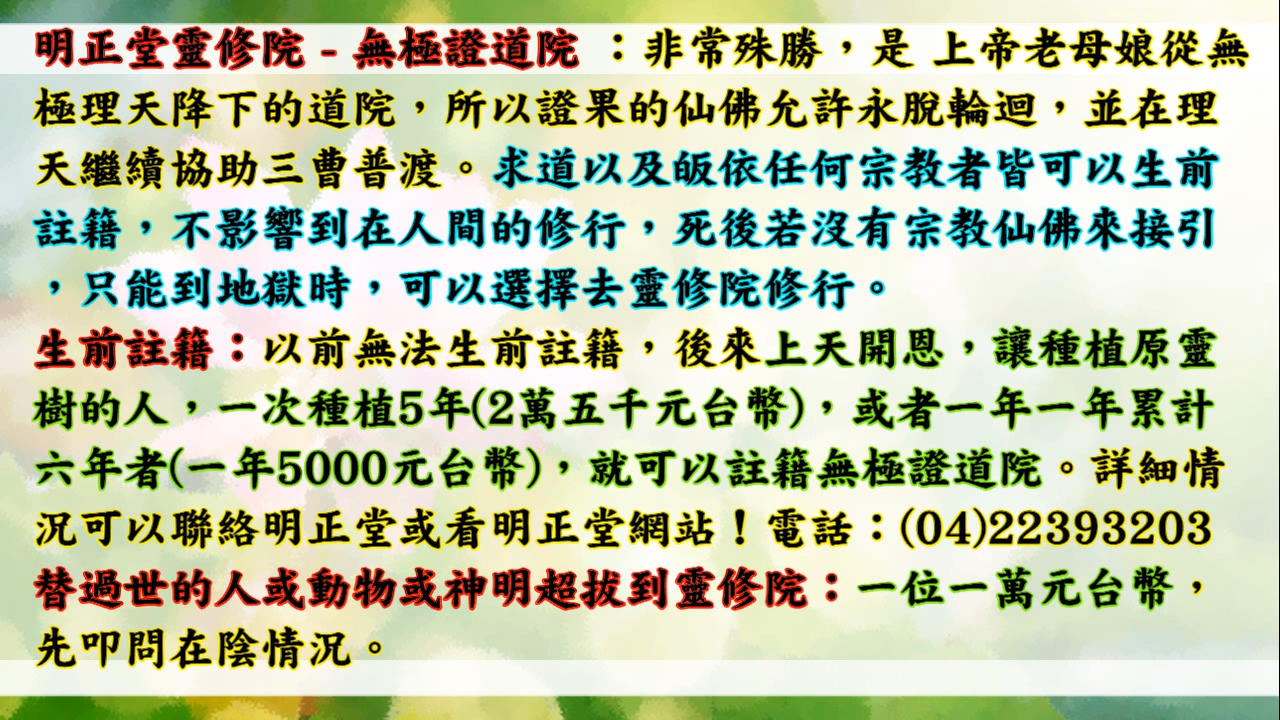 明正堂靈修院 - 無極證道院 ：非常殊勝，是 上帝老母娘從無
極理天降下的道院，所以證果的仙佛允許永脫輪迴，並在理
天繼續協助三曹普渡。求道以及皈依任何宗教者皆可以生前
註籍，不影響到在人間的修行，死後若沒有宗教仙佛來接引
，只能到地獄時，可以選擇去靈修院修行。
生前註籍：以前無法生前註籍，後來上天開恩，讓種植原靈
樹的人，一次種植5年(2萬五千元台幣)，或者一年一年累計
六年者(一年5000元台幣)，就可以註籍無極證道院。詳細情
況可以聯絡明正堂或看明正堂網站！電話：(04)22393203
替過世的人或動物或神明超拔到靈修院：一位一萬元台幣，
先叩問在陰情況。